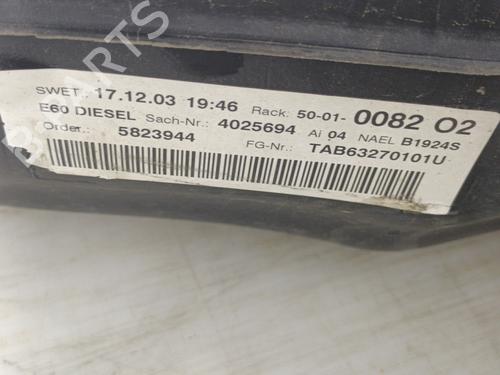 B-PARTS
SWET, 17.12.03 19:46 Rack: 50-01- 0082 02
E60 DIESEL Sach-Nr.: 4025694 Ai 04 NAEL B1924S
Order.: 5823944 FG-Nr.: TAB63270101U